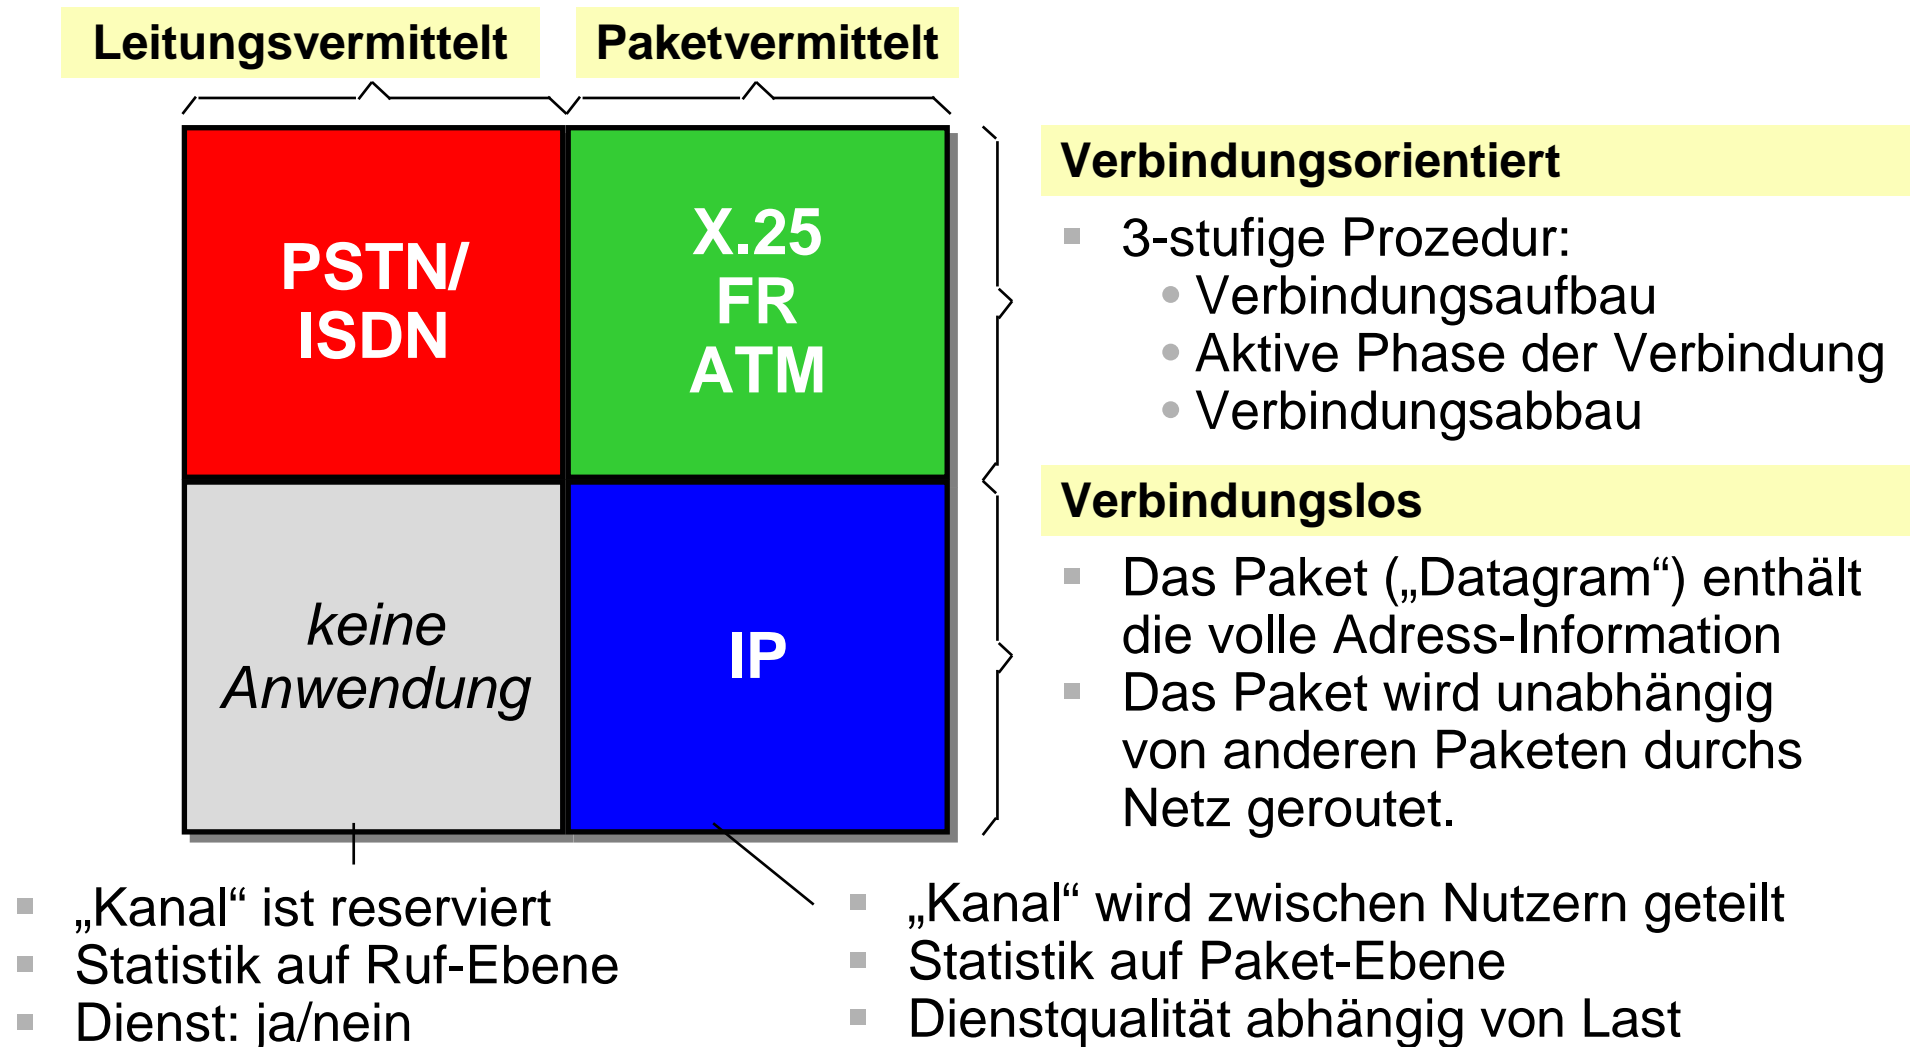 Leitungsvermittelt
Paketvermittelt
PSTN/
ISDN
X.25
FR
ATM
keine
Anwendung
IP
Verbindungsorientiert
▪ 3-stufige Prozedur:
• Verbindungsaufbau
• Aktive Phase der Verbindung
• Verbindungsabbau
Verbindungslos
▪ Das Paket („Datagram“) enthält
die volle Adress-Information
▪ Das Paket wird unabhängig
von anderen Paketen durchs
Netz geroutet.
▪ „Kanal“ ist reserviert
▪ Statistik auf Ruf-Ebene
▪ Dienst: ja/nein
▪ „Kanal“ wird zwischen Nutzern geteilt
▪ Statistik auf Paket-Ebene
▪ Dienstqualität abhängig von Last